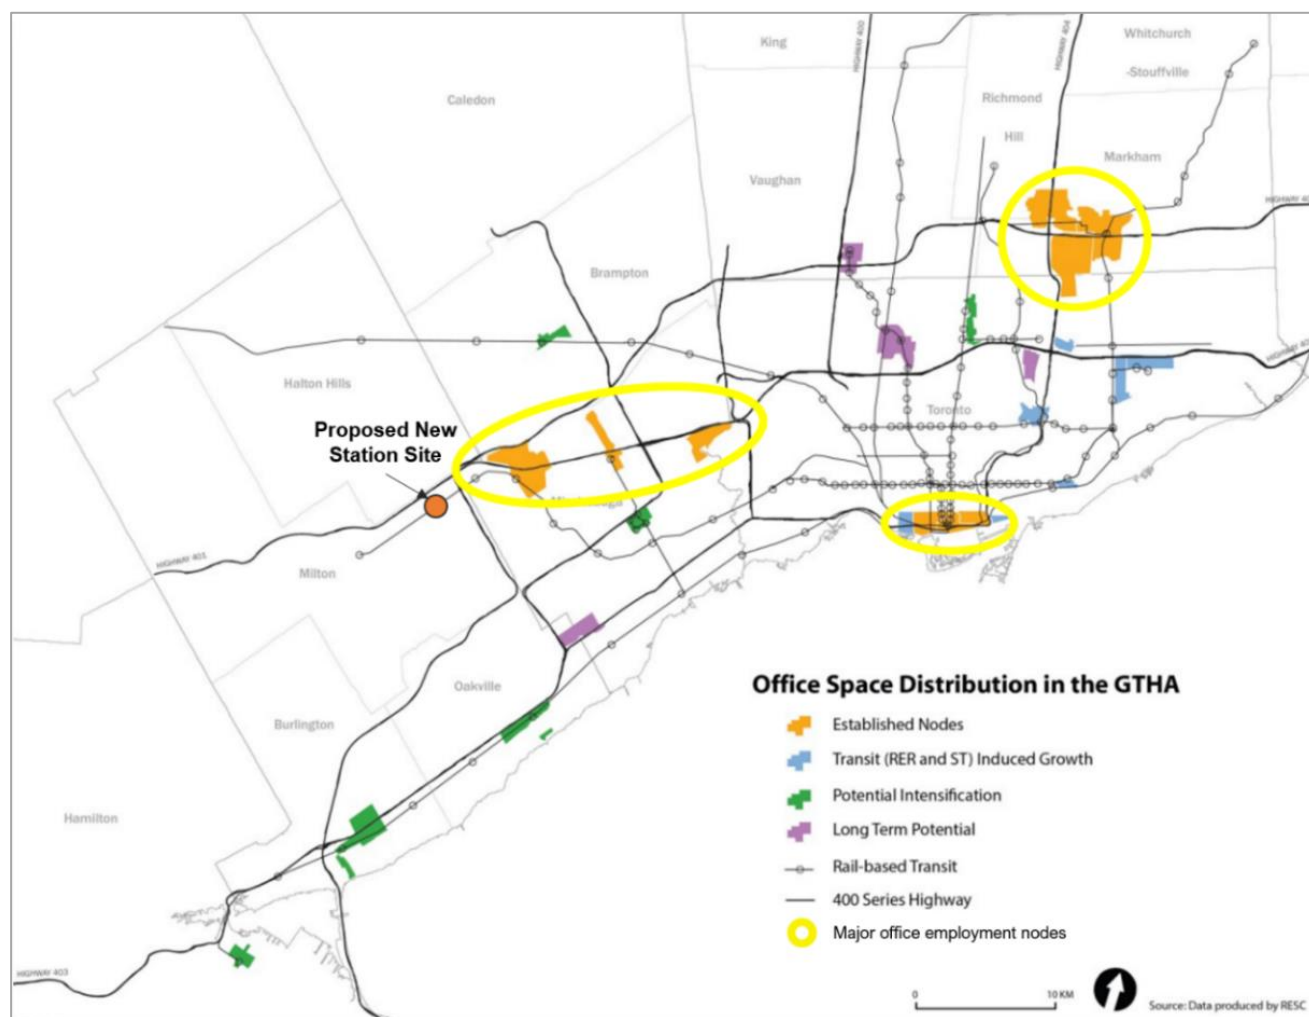 King
HIGHWAY 400
HIGHWAY 404
Whitchurch
-Stouffville
Caledon
Richmond
Hill
Markham
Vaughan
Brampton
Halton Hills
Toronto
Proposed New
Station Site
HIGHWAY 401
Milton
Oakville
Burlington
Hamilton
HIGHWAY 403
Office Space Distribution in the GTHA
Established Nodes
Transit (RER and ST) Induced Growth
Potential Intensification
Long Term Potential
Rail-based Transit
400 Series Highway
Major office employment nodes
0
10 KM
Source: Data produced by RESC